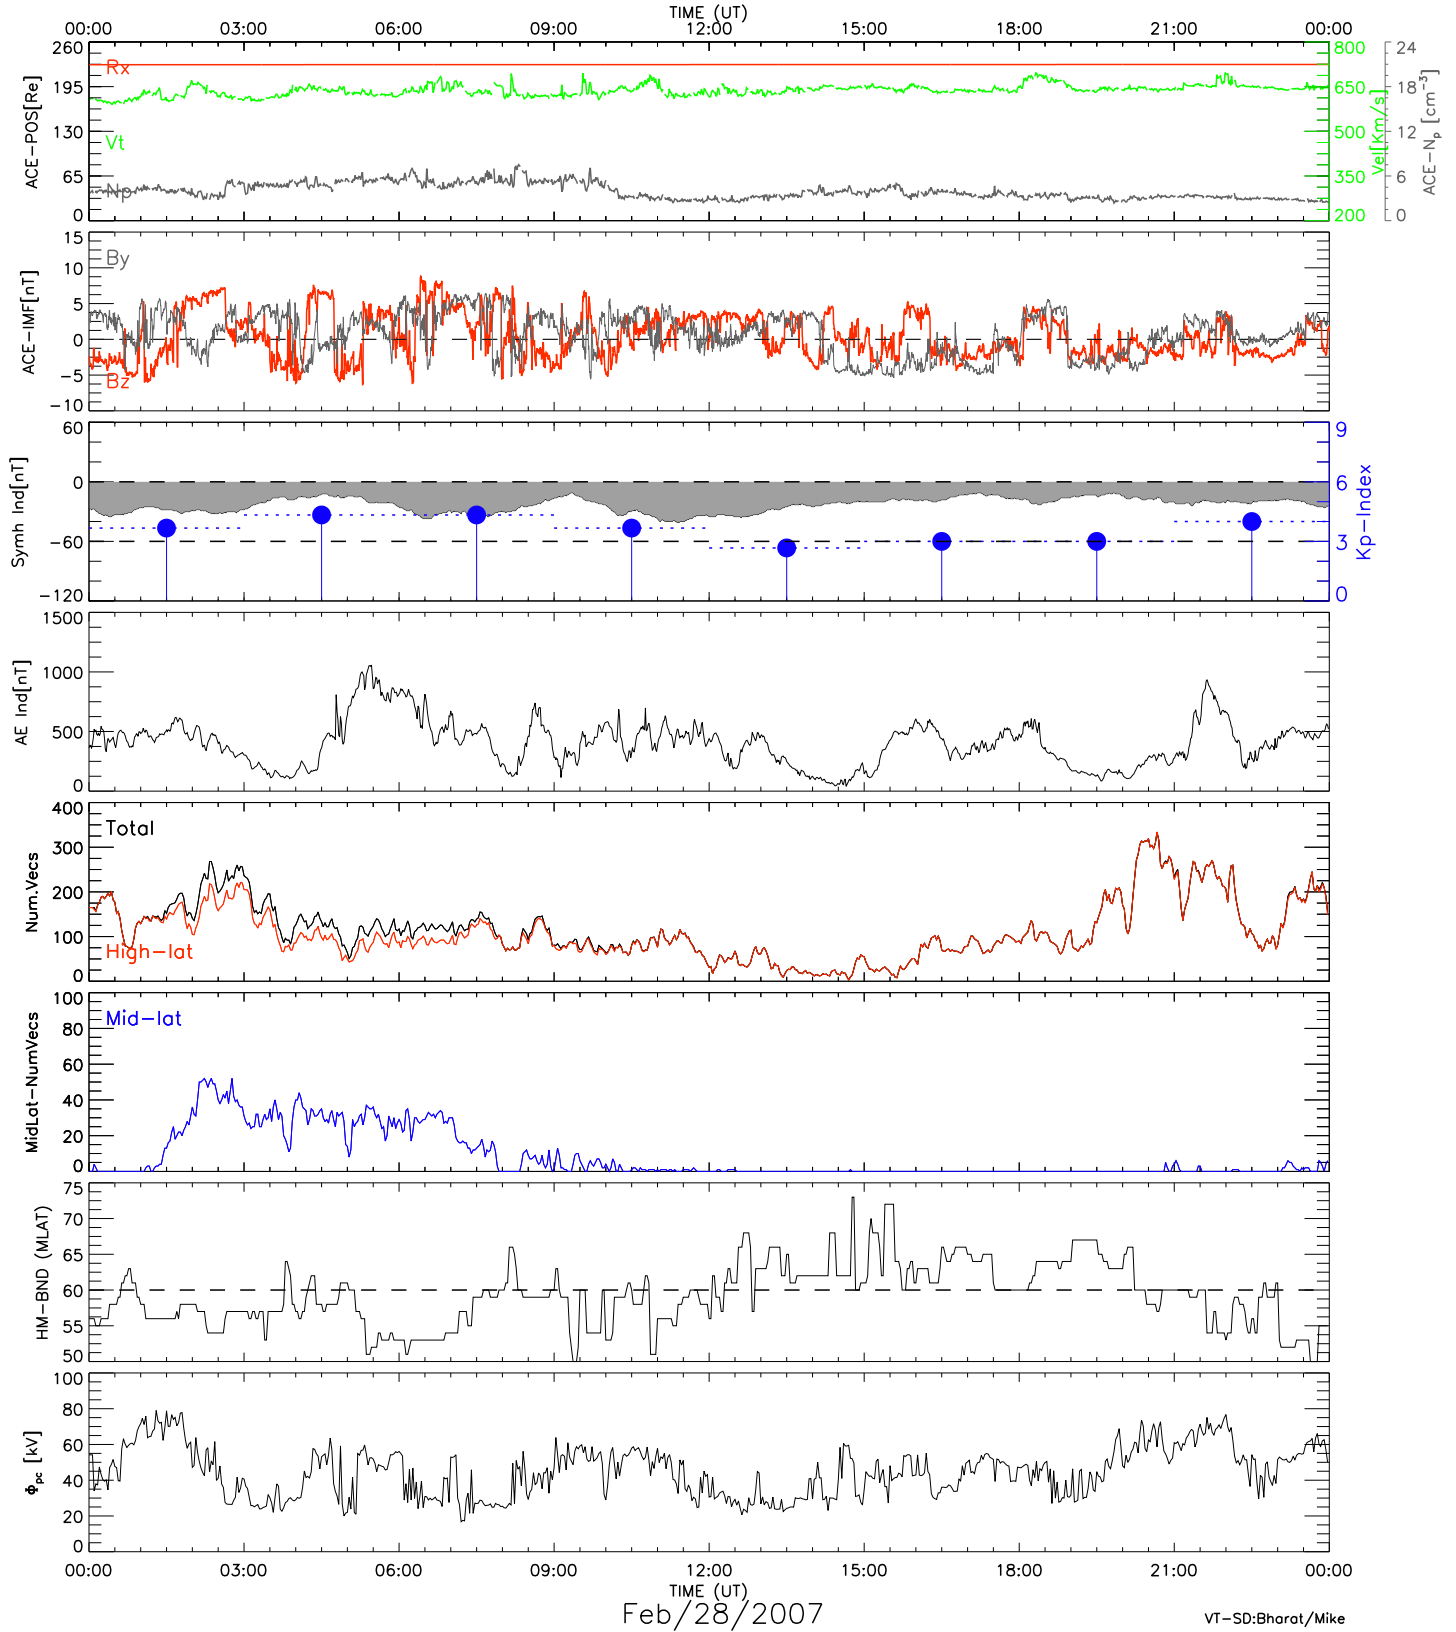 TIME (UT)
00:00 03:00 06:00 09:00 12:00 15:00 18:00 21:00 00:00
260 195 130 65 0
ACE-POS[Re]
Rx
Vt
Np
800 650 500 350 200
Vel[Km/s]
24 18 12 6 0
ACE-Np [cm⁻³]
15 10 5 0 -5 -10
ACE-IMF[nT]
By
Bz
60 0 -60 -120
Symh Ind[nT]
9 6 3 0
Kp-Index
1500 1000 500 0
AE Ind[nT]
400 300 200 100 0
Num.Vecs
Total
High-lat
100 80 60 40 20 0
MidLat-NumVecs
Mid-lat
75 70 65 60 55 50
HM-BND (MLAT)
100 80 60 40 20 0
Φpc [kV]
00:00 03:00 06:00 09:00 12:00 15:00 18:00 21:00 00:00
TIME (UT)
Feb/28/2007
VT-SD:Bharat/Mike